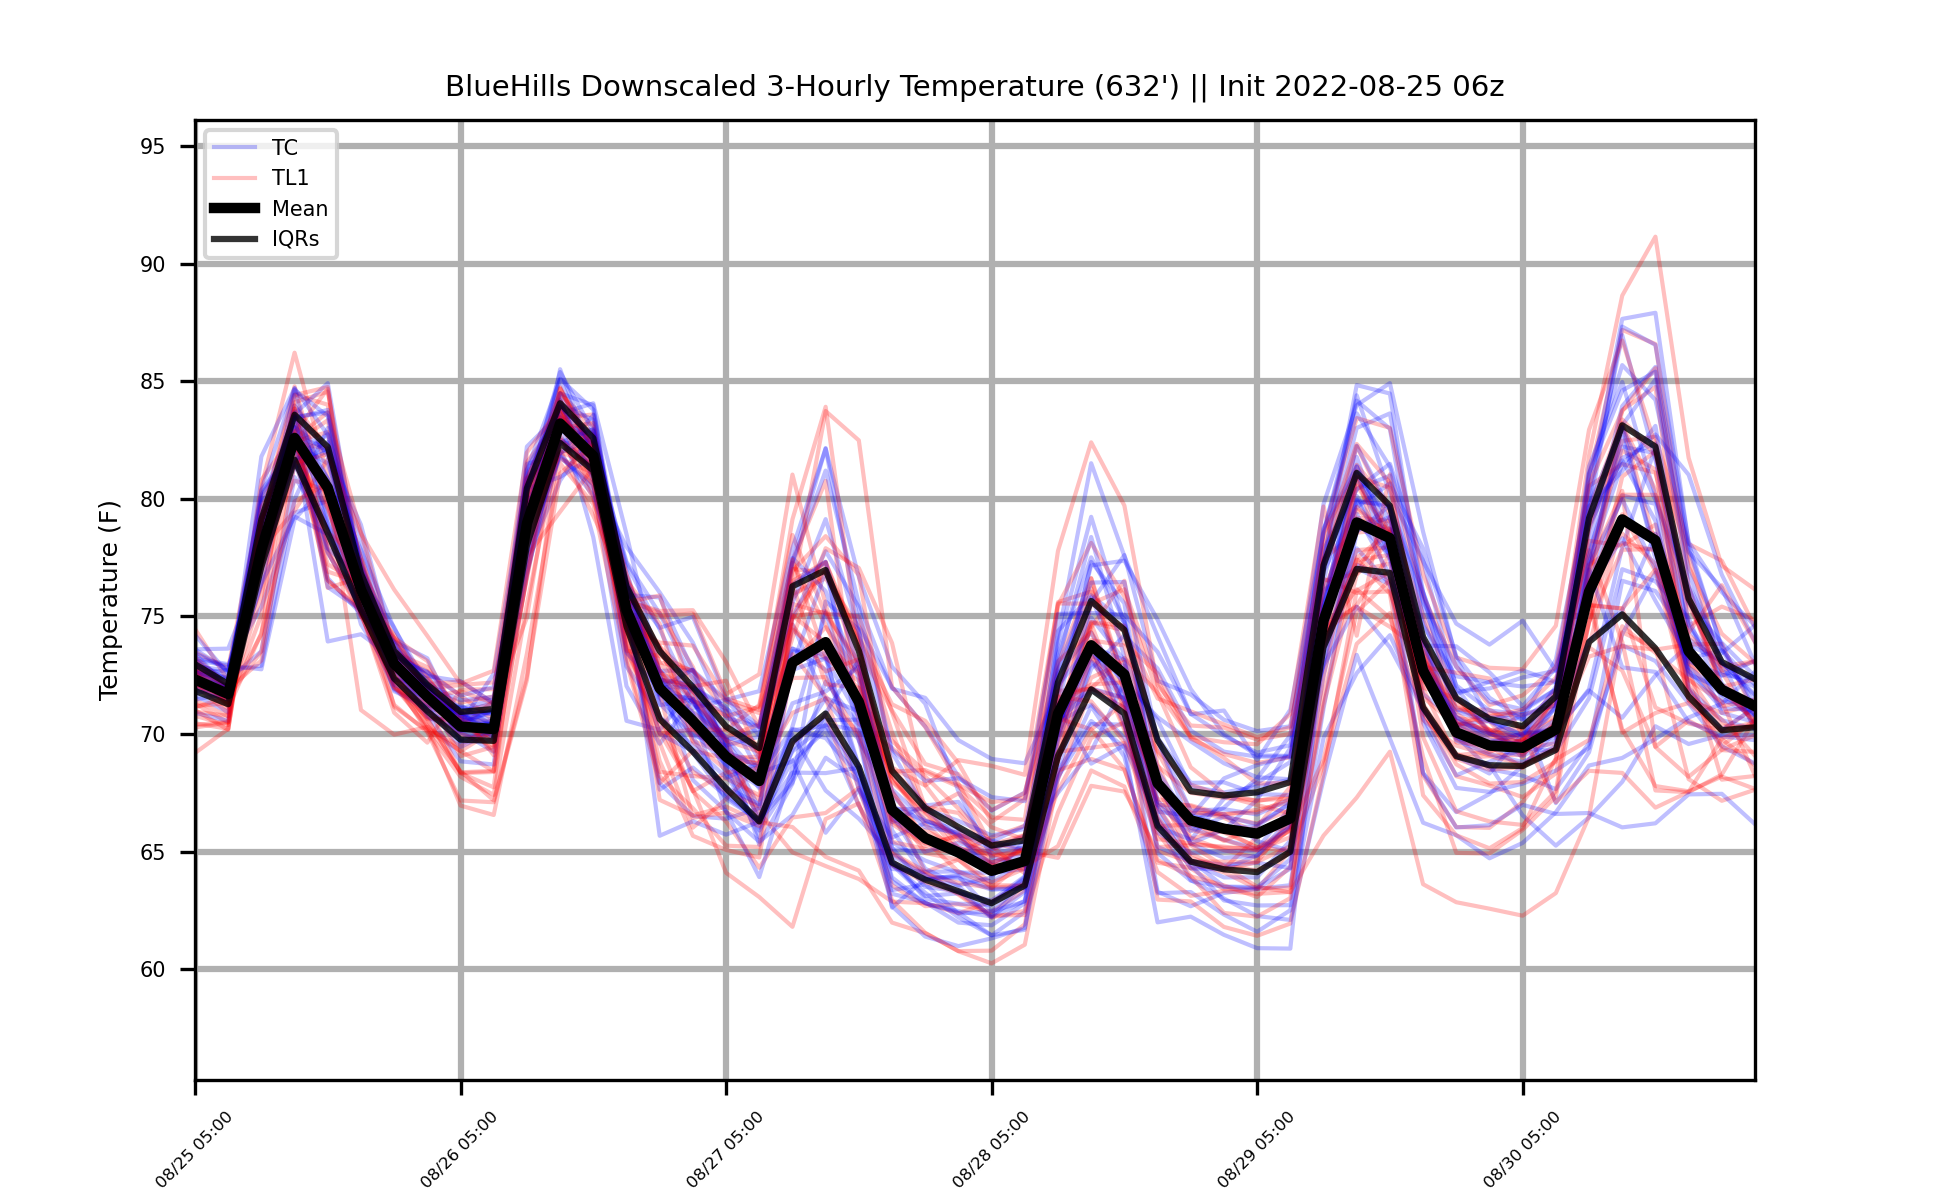 BlueHills Downscaled 3-Hourly Temperature (632') || Init 2022-08-25 06z
TC
TL1
Mean
IQRs
Temperature (F)
95
90
85
80
75
70
65
60
08/25 05:00
08/26 05:00
08/27 05:00
08/28 05:00
08/29 05:00
08/30 05:00